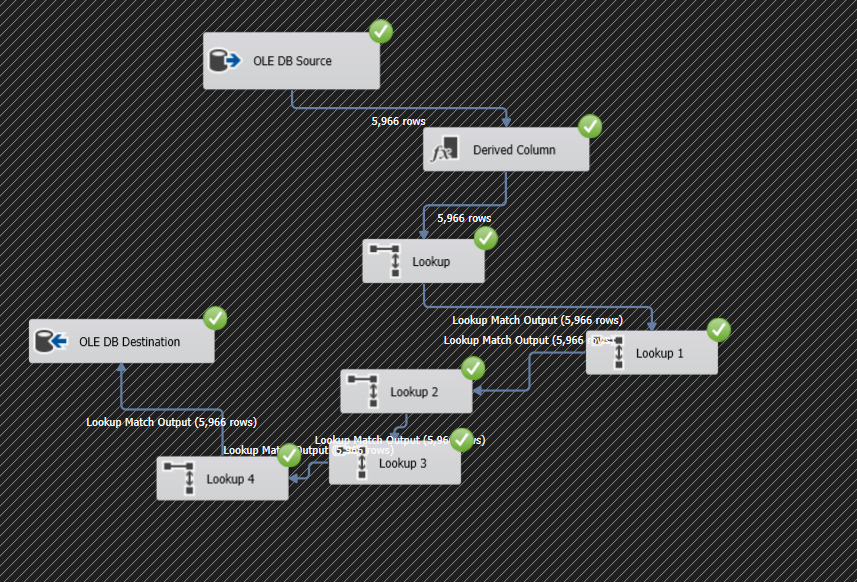 OLE DB Source
5,966 rows
Derived Column
5,966 rows
Lookup
Lookup Match Output (5,966 rows)
Lookup Match Output (5,966 rows)
Lookup 1
OLE DB Destination
Lookup 2
Lookup Match Output (5,966 rows)
Lookup Match Output (5,966 rows)
Lookup Match Output (5,966 rows)
Lookup 3
Lookup 4